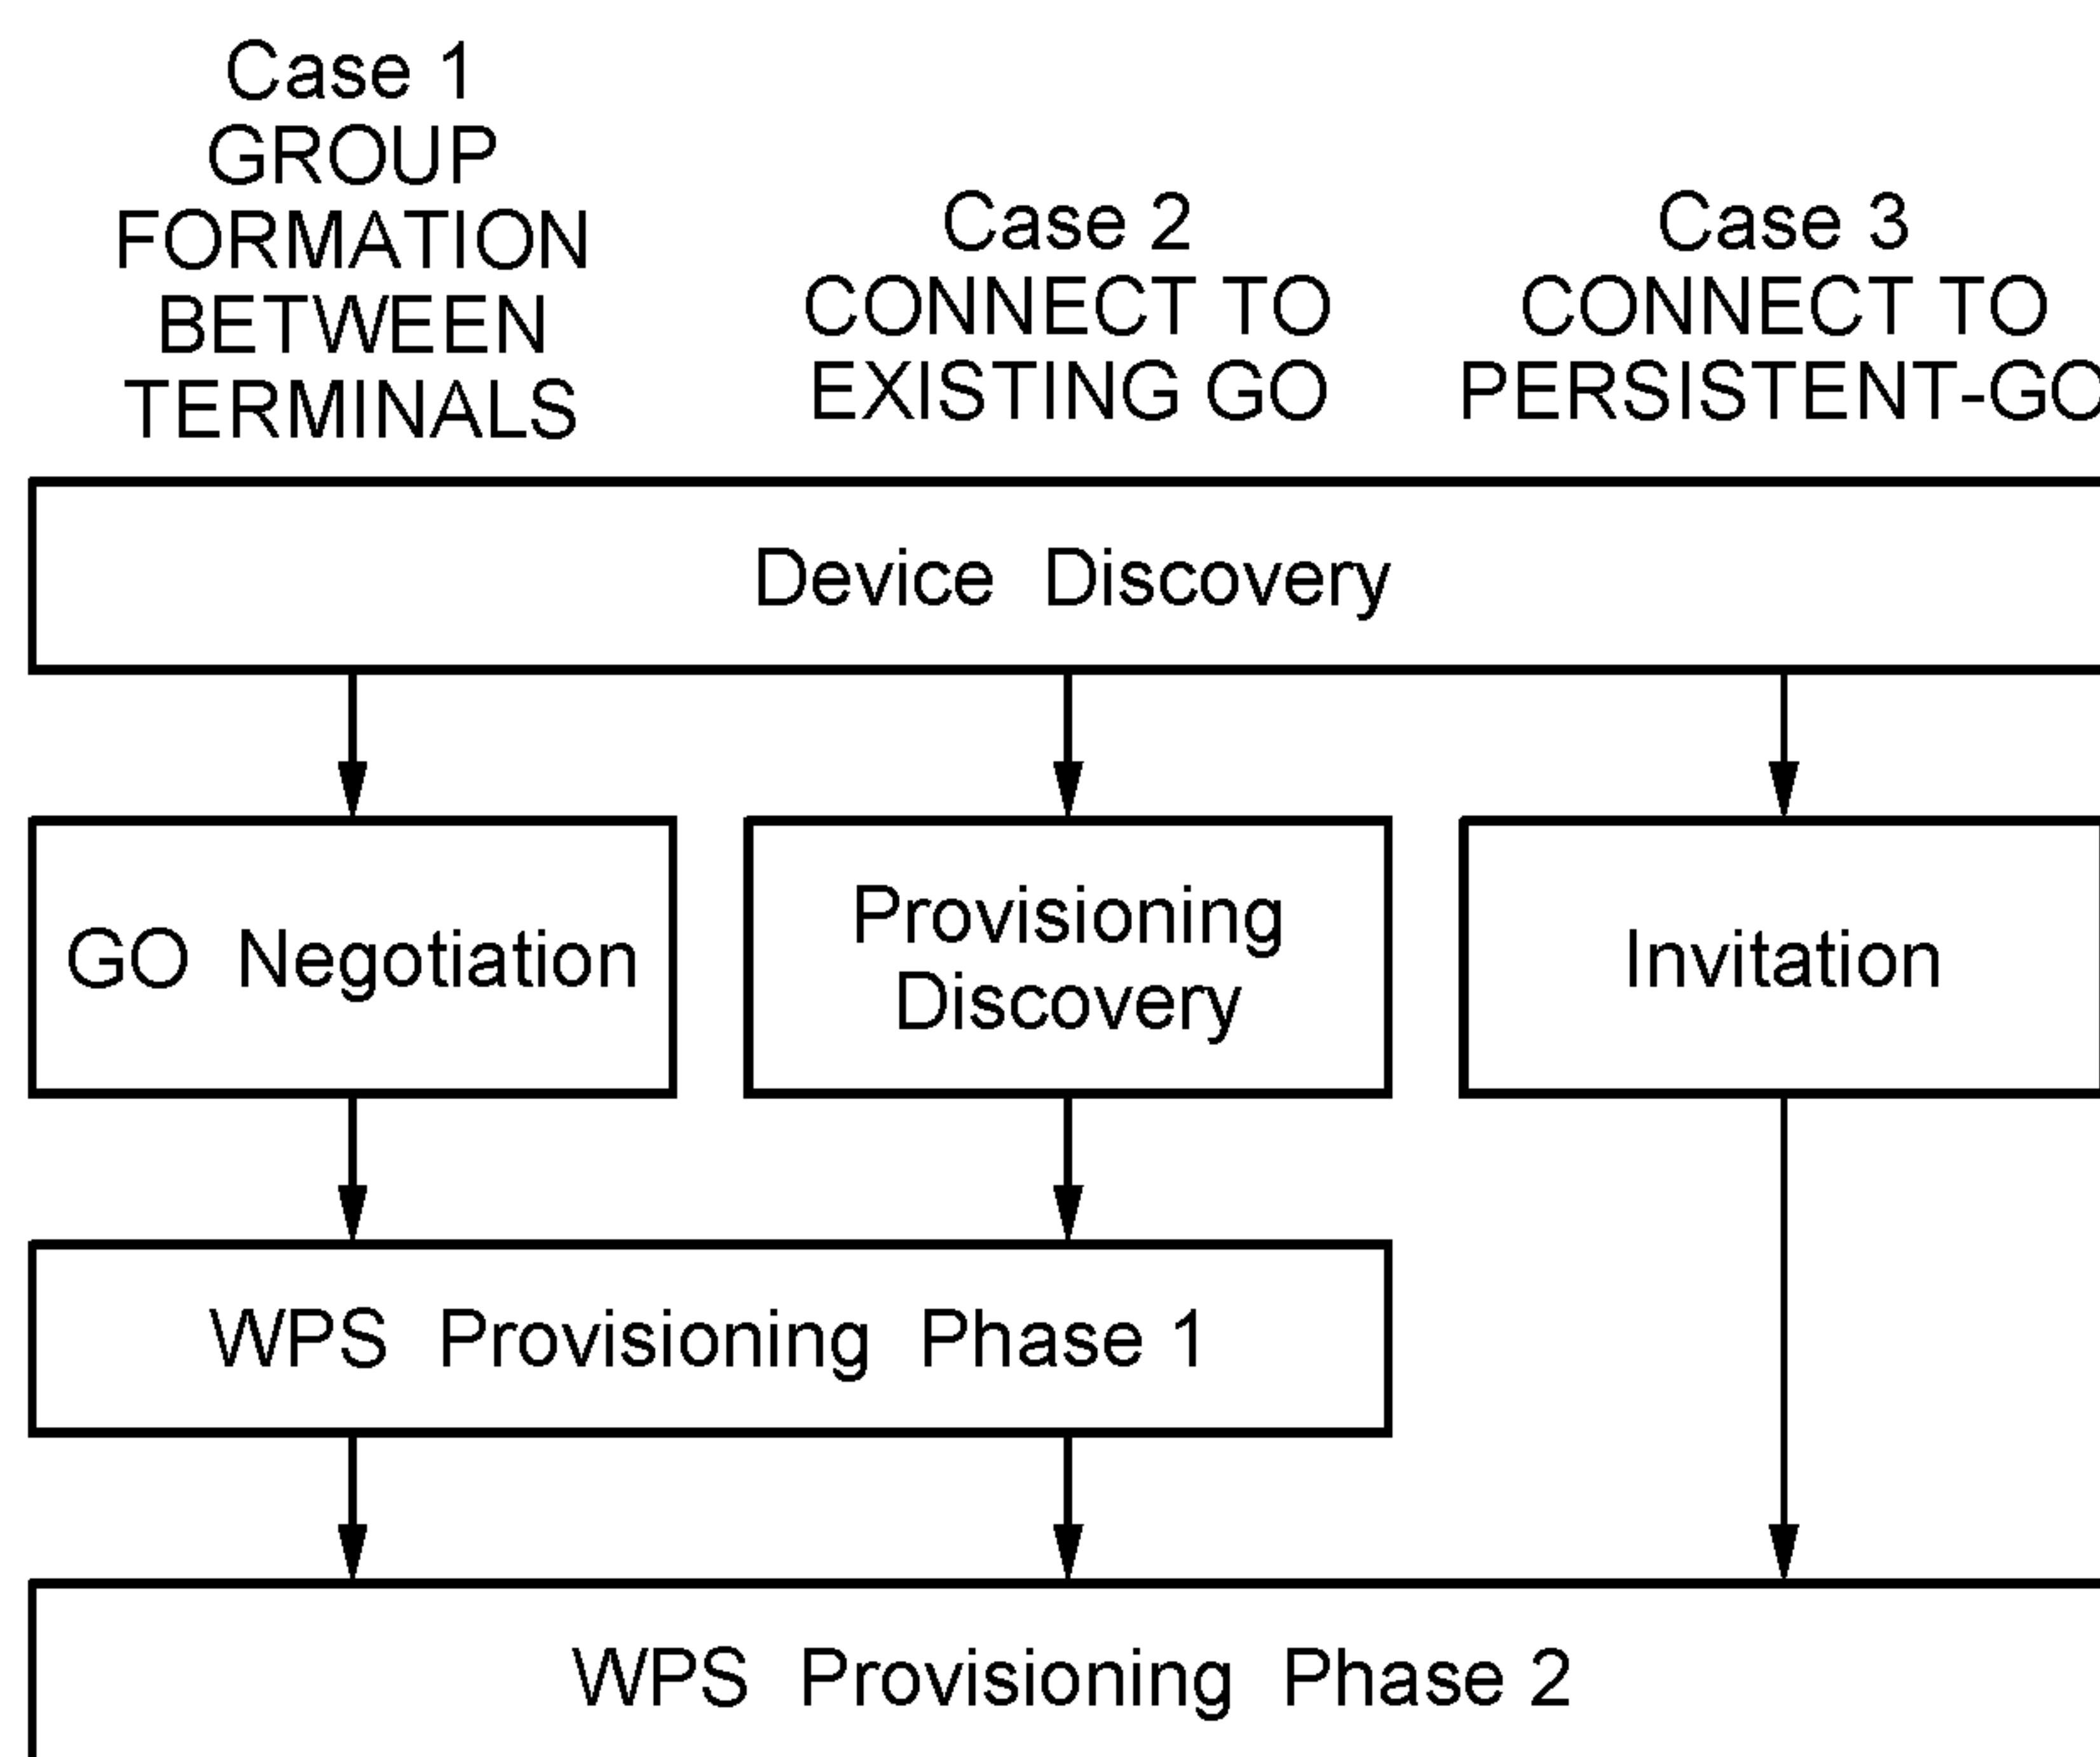 Case 1
GROUP
FORMATION
BETWEEN
TERMINALS
Case 2
CONNECT TO
EXISTING GO
Case 3
CONNECT TO
PERSISTENT-GO
Device Discovery
GO Negotiation
Provisioning
Discovery
Invitation
WPS Provisioning Phase 1
WPS Provisioning Phase 2